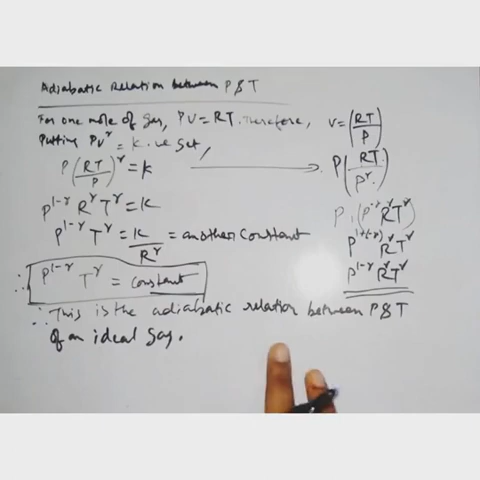 Adiabatic Relation between P & T
For one mole of gas, PV = RT. Therefore, V = (RT/P)
Putting PV^γ = K. we get,
P(RT/P)^γ = K ⟶ P(RT/P^γ.
P^1-γ R^γ T^γ = K P.(P^-γ R^γ T^γ)
P^1-γ T^γ = K/R^γ = another constant P^1+(-γ) R^γ T^γ
∴ P^1-γ T^γ = constant P^1-γ R^γ T^γ
∴ This is the adiabatic relation between P & T
of an ideal gas.